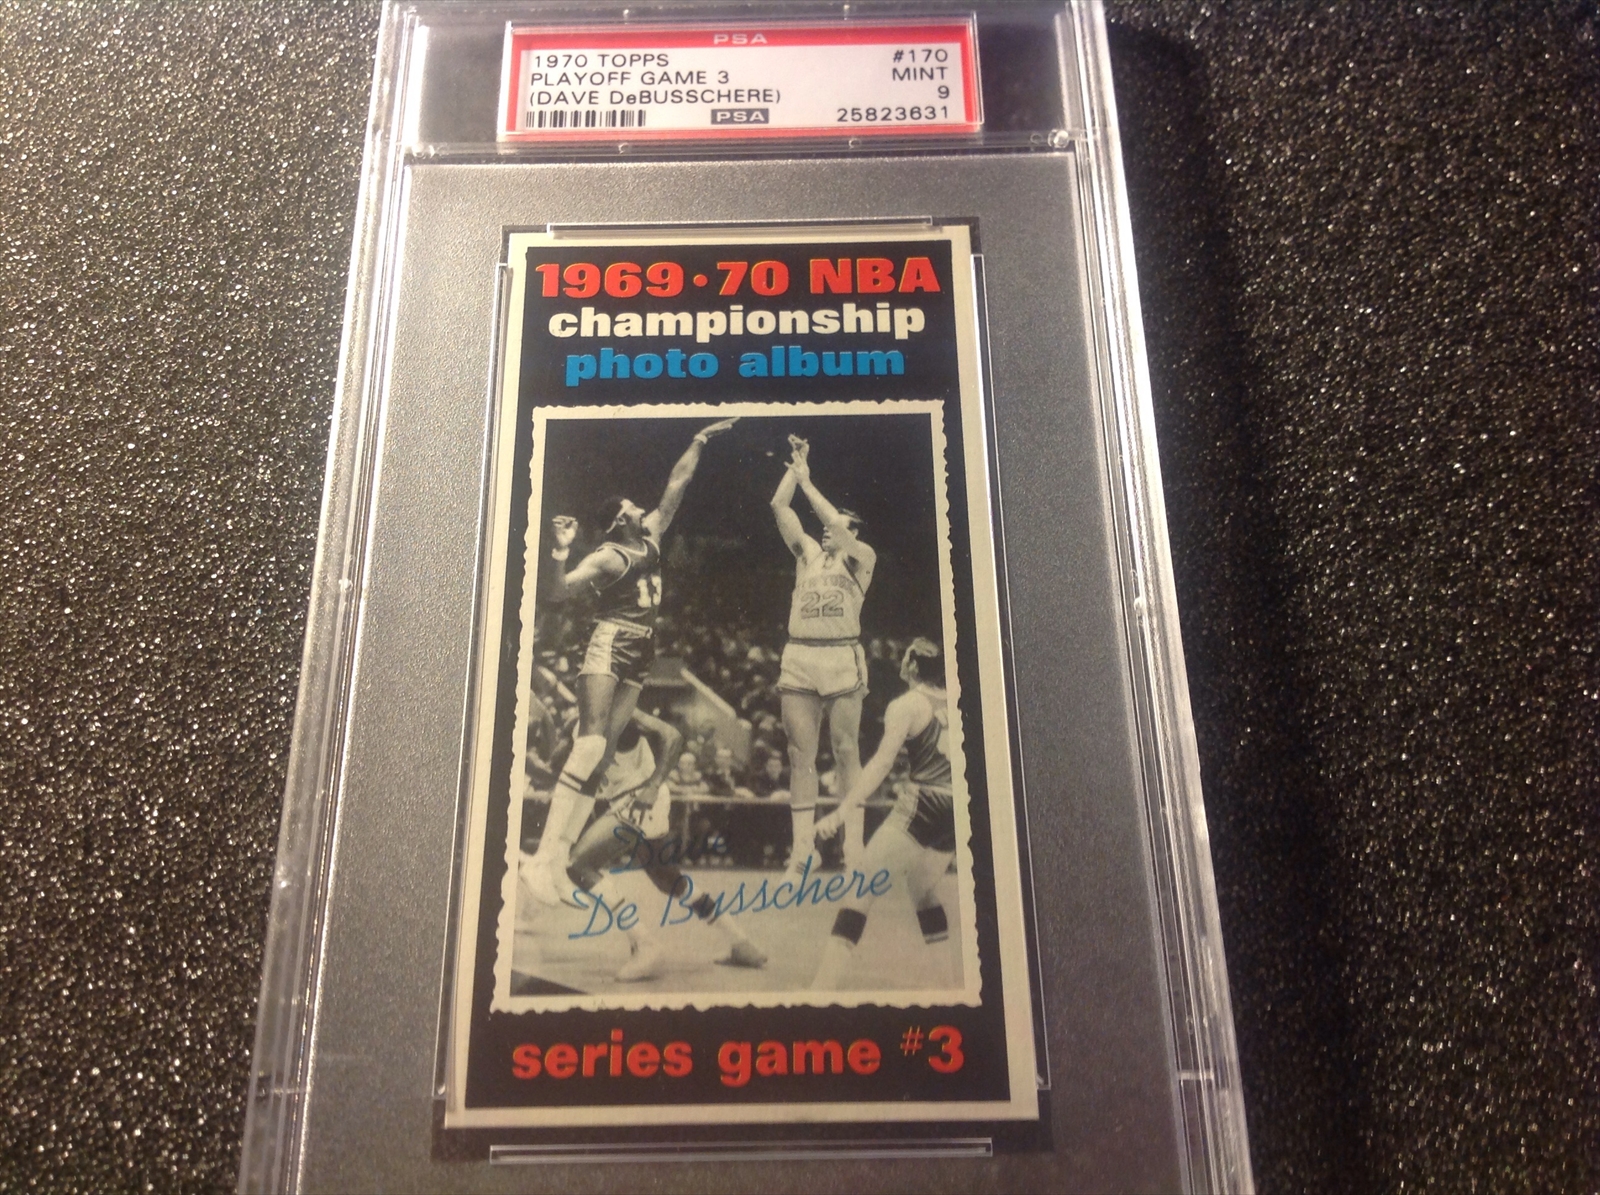 PSA
1970 TOPPS #170
PLAYOFF GAME 3 MINT
(DAVE DeBUSSCHERE) 9
PSA 25823631
1969·70 NBA
championship
photo album
13
NEW YORK
22
Dave
De Busschere
series game #3